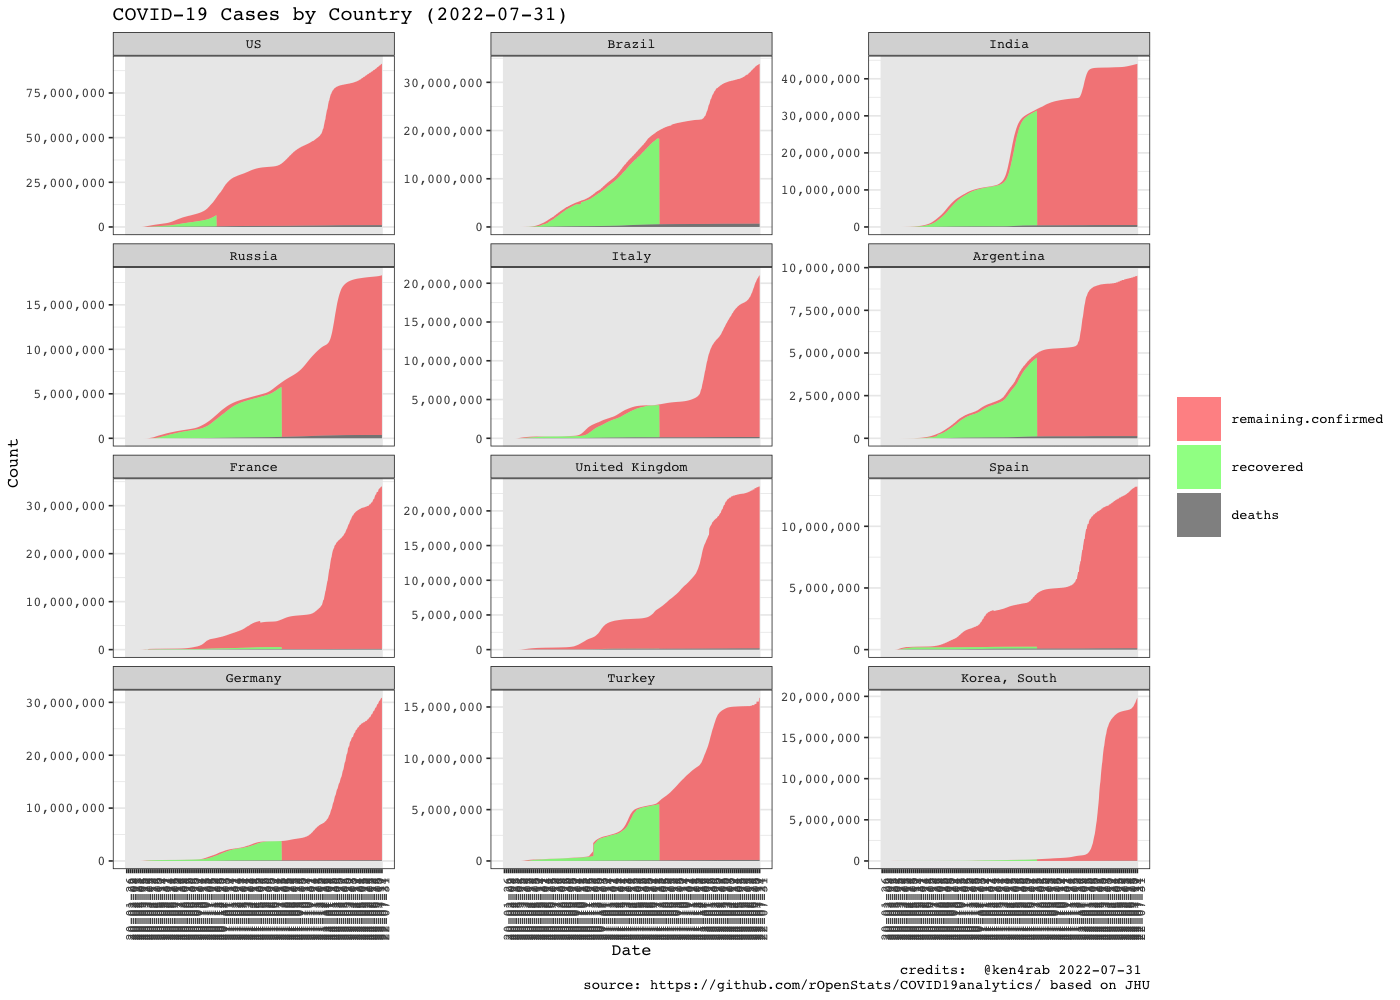 COVID-19 Cases by Country (2022-07-31)
US
Brazil
India
75,000,000
50,000,000
25,000,000
0
30,000,000
20,000,000
10,000,000
0
40,000,000
30,000,000
20,000,000
10,000,000
0
Russia
Italy
Argentina
15,000,000
10,000,000
5,000,000
0
20,000,000
15,000,000
10,000,000
5,000,000
0
10,000,000
7,500,000
5,000,000
2,500,000
0
France
United Kingdom
Spain
30,000,000
20,000,000
10,000,000
0
20,000,000
15,000,000
10,000,000
5,000,000
0
10,000,000
5,000,000
0
Germany
Turkey
Korea, South
30,000,000
20,000,000
10,000,000
0
15,000,000
10,000,000
5,000,000
0
20,000,000
15,000,000
10,000,000
5,000,000
0
Count
Date
remaining.confirmed
recovered
deaths
credits: @ken4rab 2022-07-31
source: https://github.com/rOpenStats/COVID19analytics/ based on JHU